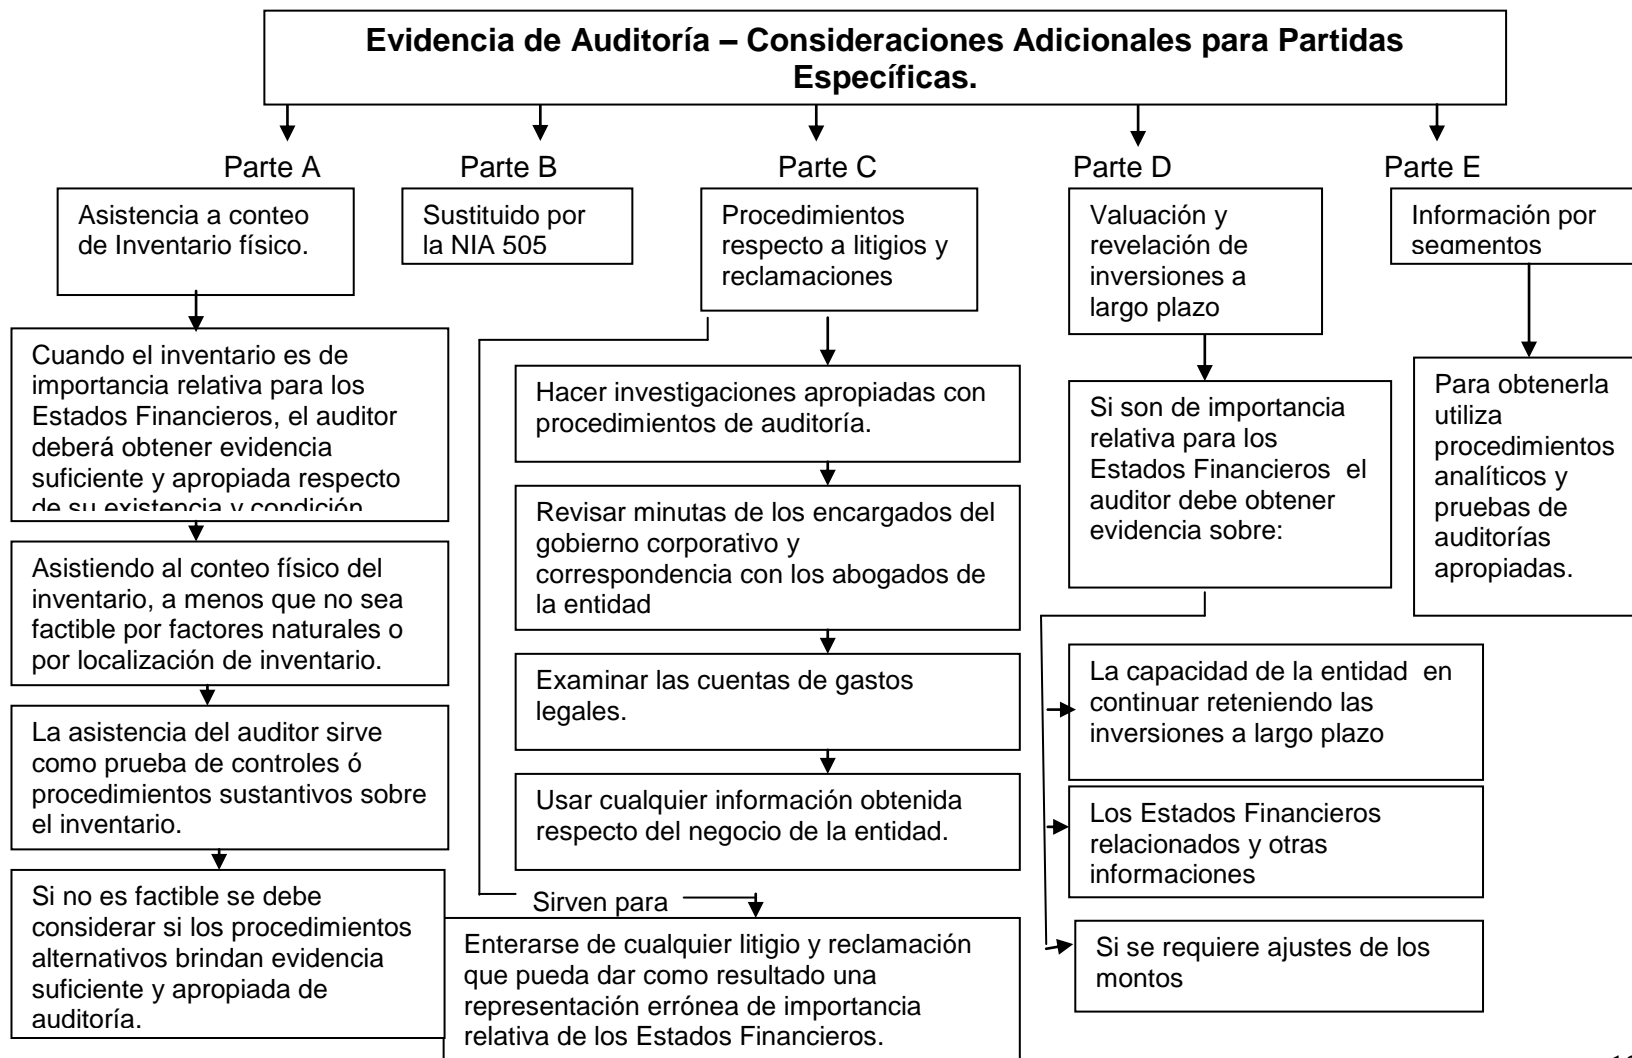 Evidencia de Auditoría – Consideraciones Adicionales para Partidas
Específicas.
Parte A
Asistencia a conteo
de Inventario físico.
Cuando el inventario es de
importancia relativa para los
Estados Financieros, el auditor
deberá obtener evidencia
suficiente y apropiada respecto
de su existencia y condición
Asistiendo al conteo físico del
inventario, a menos que no sea
factible por factores naturales o
por localización de inventario.
La asistencia del auditor sirve
como prueba de controles ó
procedimientos sustantivos sobre
el inventario.
Si no es factible se debe
considerar si los procedimientos
alternativos brindan evidencia
suficiente y apropiada de
auditoría.
Parte B
Sustituido por
la NIA 505
Parte C
Procedimientos
respecto a litigios y
reclamaciones
Hacer investigaciones apropiadas con
procedimientos de auditoría.
Revisar minutas de los encargados del
gobierno corporativo y
correspondencia con los abogados de
la entidad
Examinar las cuentas de gastos
legales.
Usar cualquier información obtenida
respecto del negocio de la entidad.
Sirven para
Enterarse de cualquier litigio y reclamación
que pueda dar como resultado una
representación errónea de importancia
relativa de los Estados Financieros.
Parte D
Valuación y
revelación de
inversiones a
largo plazo
Si son de importancia
relativa para los
Estados Financieros el
auditor debe obtener
evidencia sobre:
La capacidad de la entidad en
continuar reteniendo las
inversiones a largo plazo
Los Estados Financieros
relacionados y otras
informaciones
Si se requiere ajustes de los
montos
Parte E
Información por
segmentos
Para obtenerla
utiliza
procedimientos
analíticos y
pruebas de
auditorías
apropiadas.